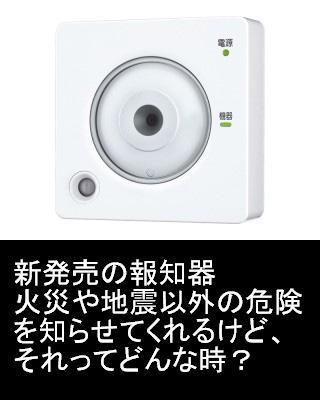 電源
機器
新発売の報知器
火災や地震以外の危険
を知らせてくれるけど、
それってどんな時？